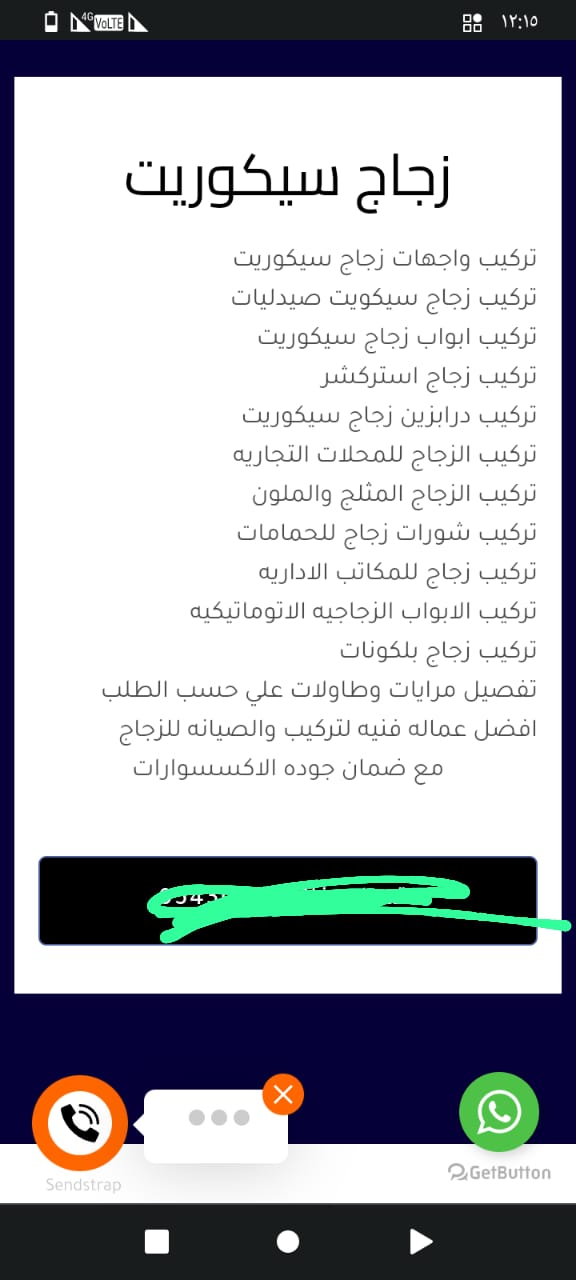 4G VoLTE ١٢:١٥
زجاج سيكوريت
تركيب واجهات زجاج سيكوريت
تركيب زجاج سيكويت صيدليات
تركيب ابواب زجاج سيكوريت
تركيب زجاج استركشر
تركيب درابزين زجاج سيكوريت
تركيب الزجاج للمحلات التجاريه
تركيب الزجاج المثلج والملون
تركيب شورات زجاج للحمامات
تركيب زجاج للمكاتب الاداريه
تركيب الابواب الزجاجيه الاتوماتيكيه
تركيب زجاج بلكونات
تفصيل مرايات وطاولات علي حسب الطلب
افضل عماله فنيه لتركيب والصيانه للزجاج
مع ضمان جوده الاكسسوارات
GetButton
Sendstrap